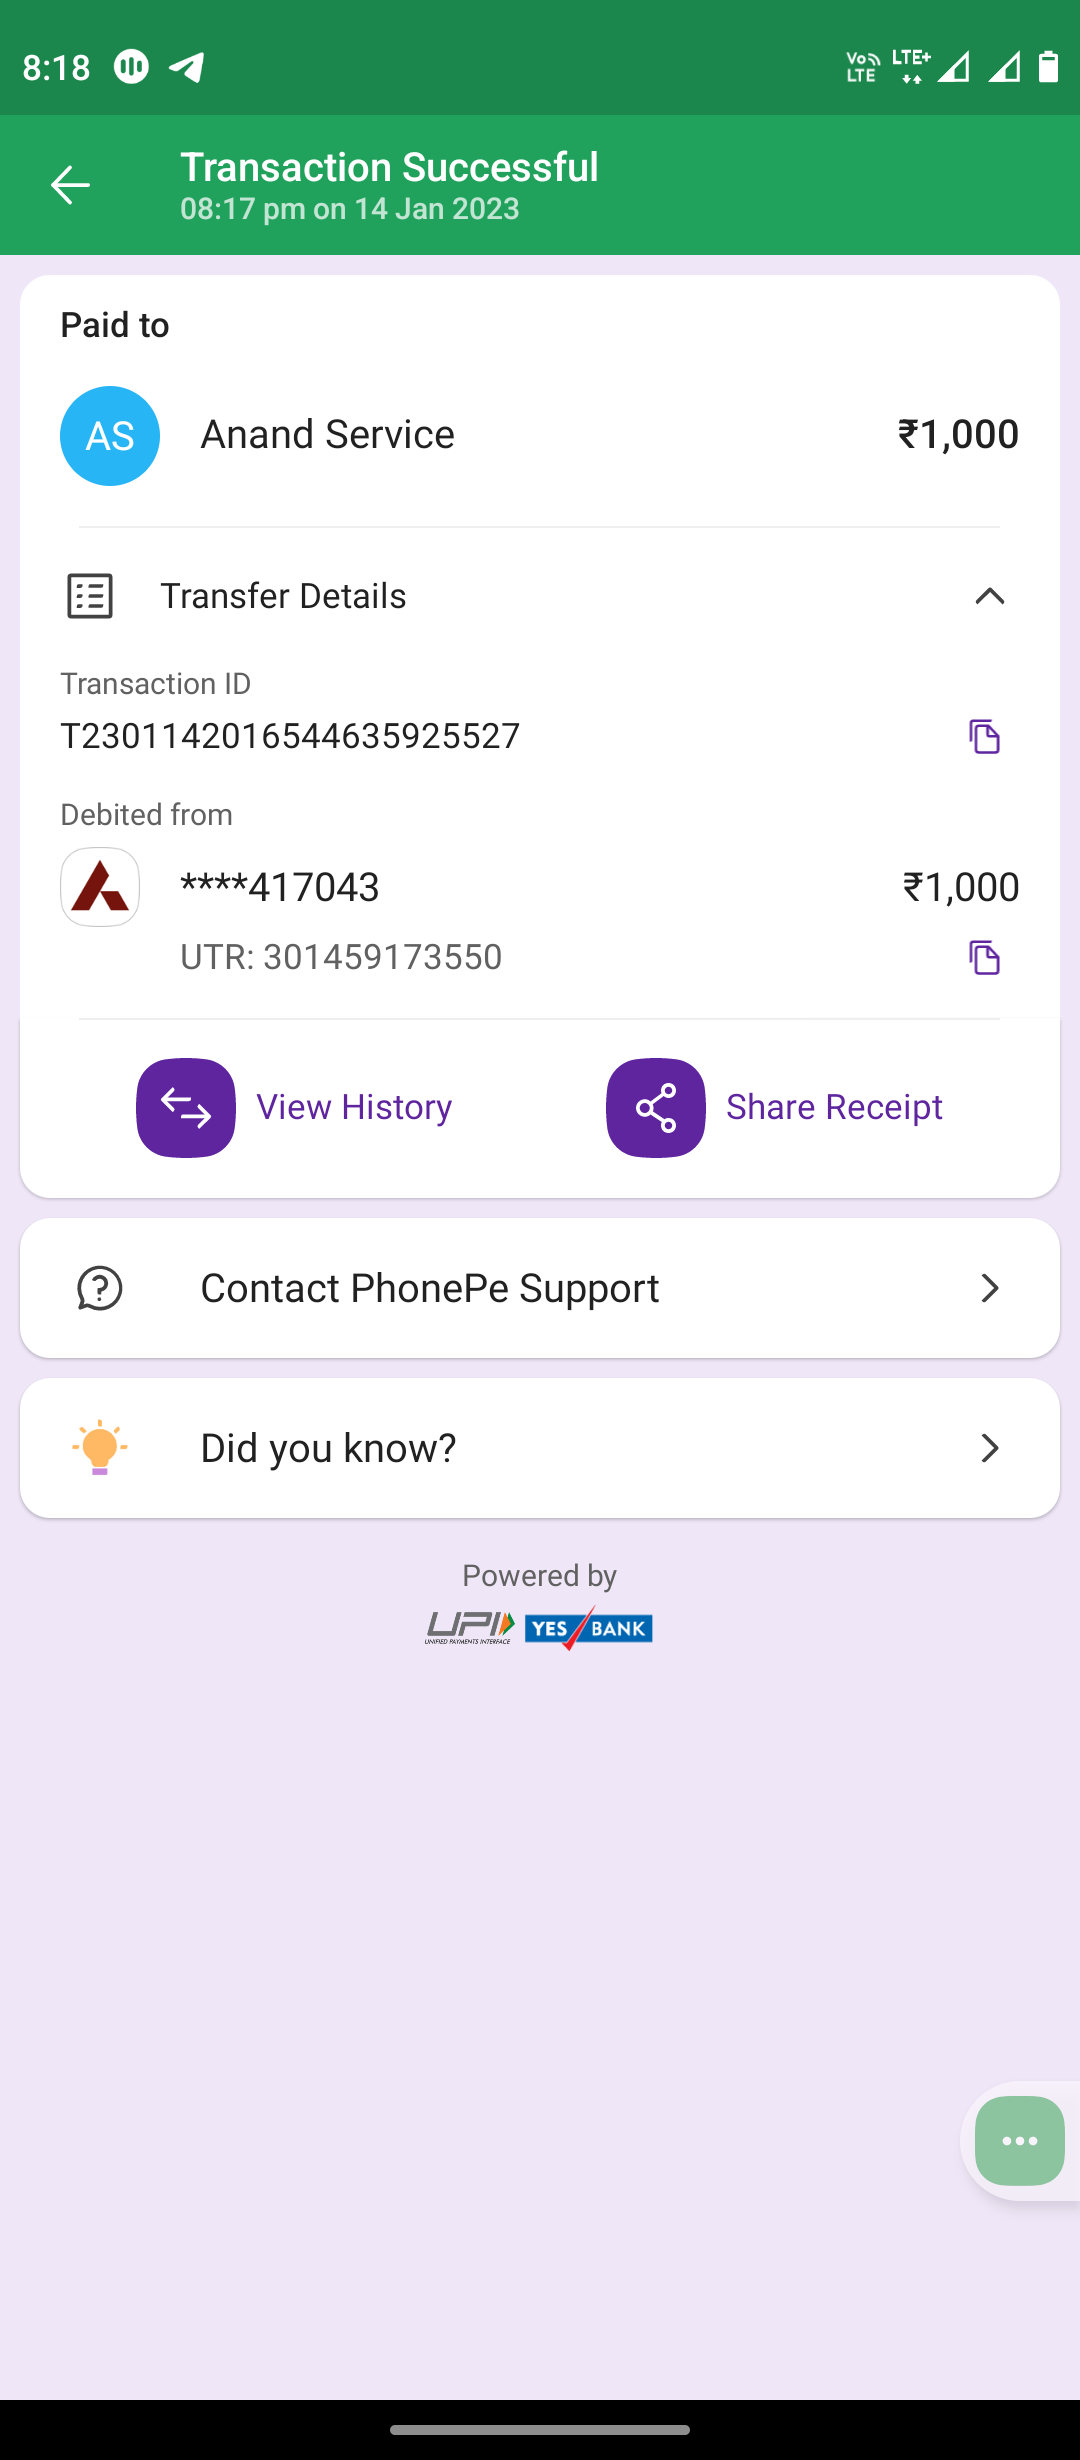 8:18
Vo LTE LTE+
Transaction Successful
08:17 pm on 14 Jan 2023
Paid to
AS Anand Service ₹1,000
Transfer Details
Transaction ID
T2301142016544635925527
Debited from
****417043 ₹1,000
UTR: 301459173550
View History Share Receipt
Contact PhonePe Support
Did you know?
Powered by
UPI YES BANK
UNIFIED PAYMENTS INTERFACE